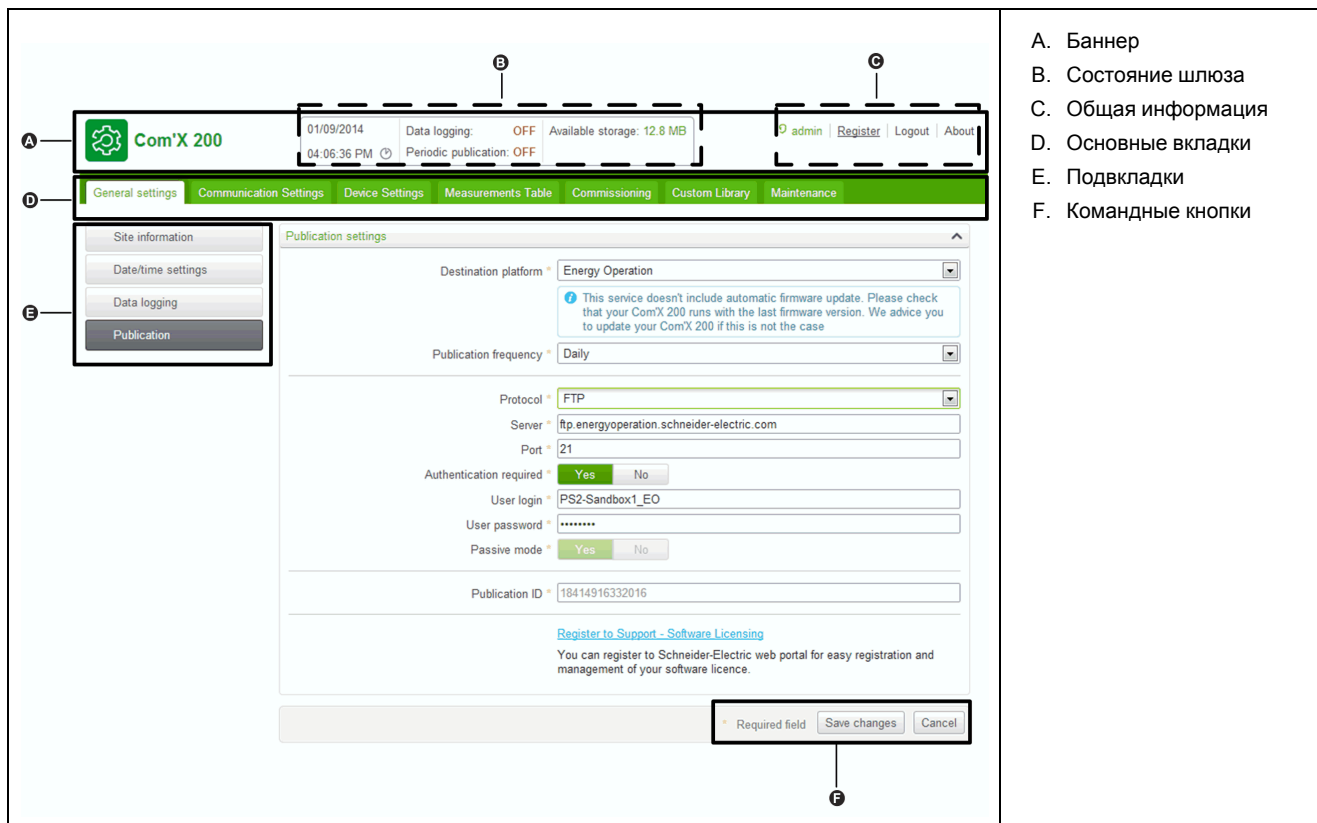 B
C
A
Com'X 200
01/09/2014
04:06:36 PM
Data logging: OFF
Periodic publication: OFF
Available storage: 12.8 MB
admin | Register | Logout | About
D
General settings Communication Settings Device Settings Measurements Table Commissioning Custom Library Maintenance
E
Site information
Date/time settings
Data logging
Publication
Publication settings
Destination platform * Energy Operation
This service doesn't include automatic firmware update. Please check
that your Com'X 200 runs with the last firmware version. We advice you
to update your Com'X 200 if this is not the case
Publication frequency * Daily
Protocol * FTP
Server * ftp.energyoperation.schneider-electric.com
Port * 21
Authentication required * Yes No
User login * PS2-Sandbox1_EO
User password * ••••••••
Passive mode * Yes No
Publication ID * 18414916332016
Register to Support - Software Licensing
You can register to Schneider-Electric web portal for easy registration and
management of your software licence.
* Required field Save changes Cancel
F
A. Баннер
B. Состояние шлюза
C. Общая информация
D. Основные вкладки
E. Подвкладки
F. Командные кнопки